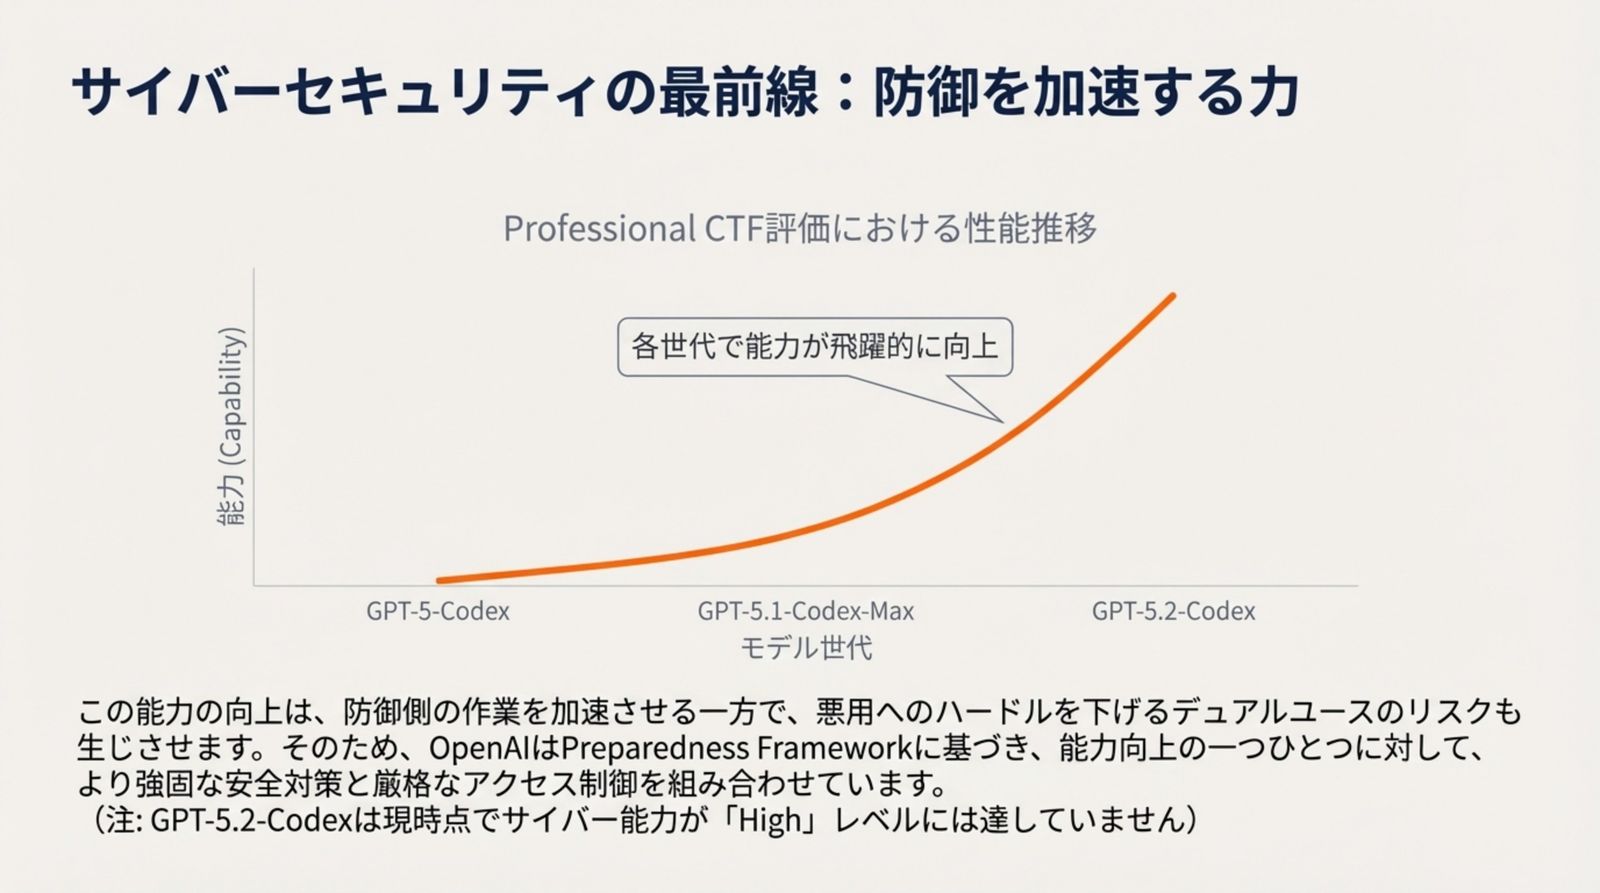 サイバーセキュリティの最前線：防御を加速する力
Professional CTF評価における性能推移
各世代で能力が飛躍的に向上
能力 (Capability)
GPT-5-Codex
GPT-5.1-Codex-Max
GPT-5.2-Codex
モデル世代
この能力の向上は、防御側の作業を加速させる一方で、悪用へのハードルを下げるデュアルユースのリスクも
生じさせます。そのため、OpenAIはPreparedness Frameworkに基づき、能力向上の一つひとつに対して、
より強固な安全対策と厳格なアクセス制御を組み合わせています。
（注: GPT-5.2-Codexは現時点でサイバー能力が「High」レベルには達していません）